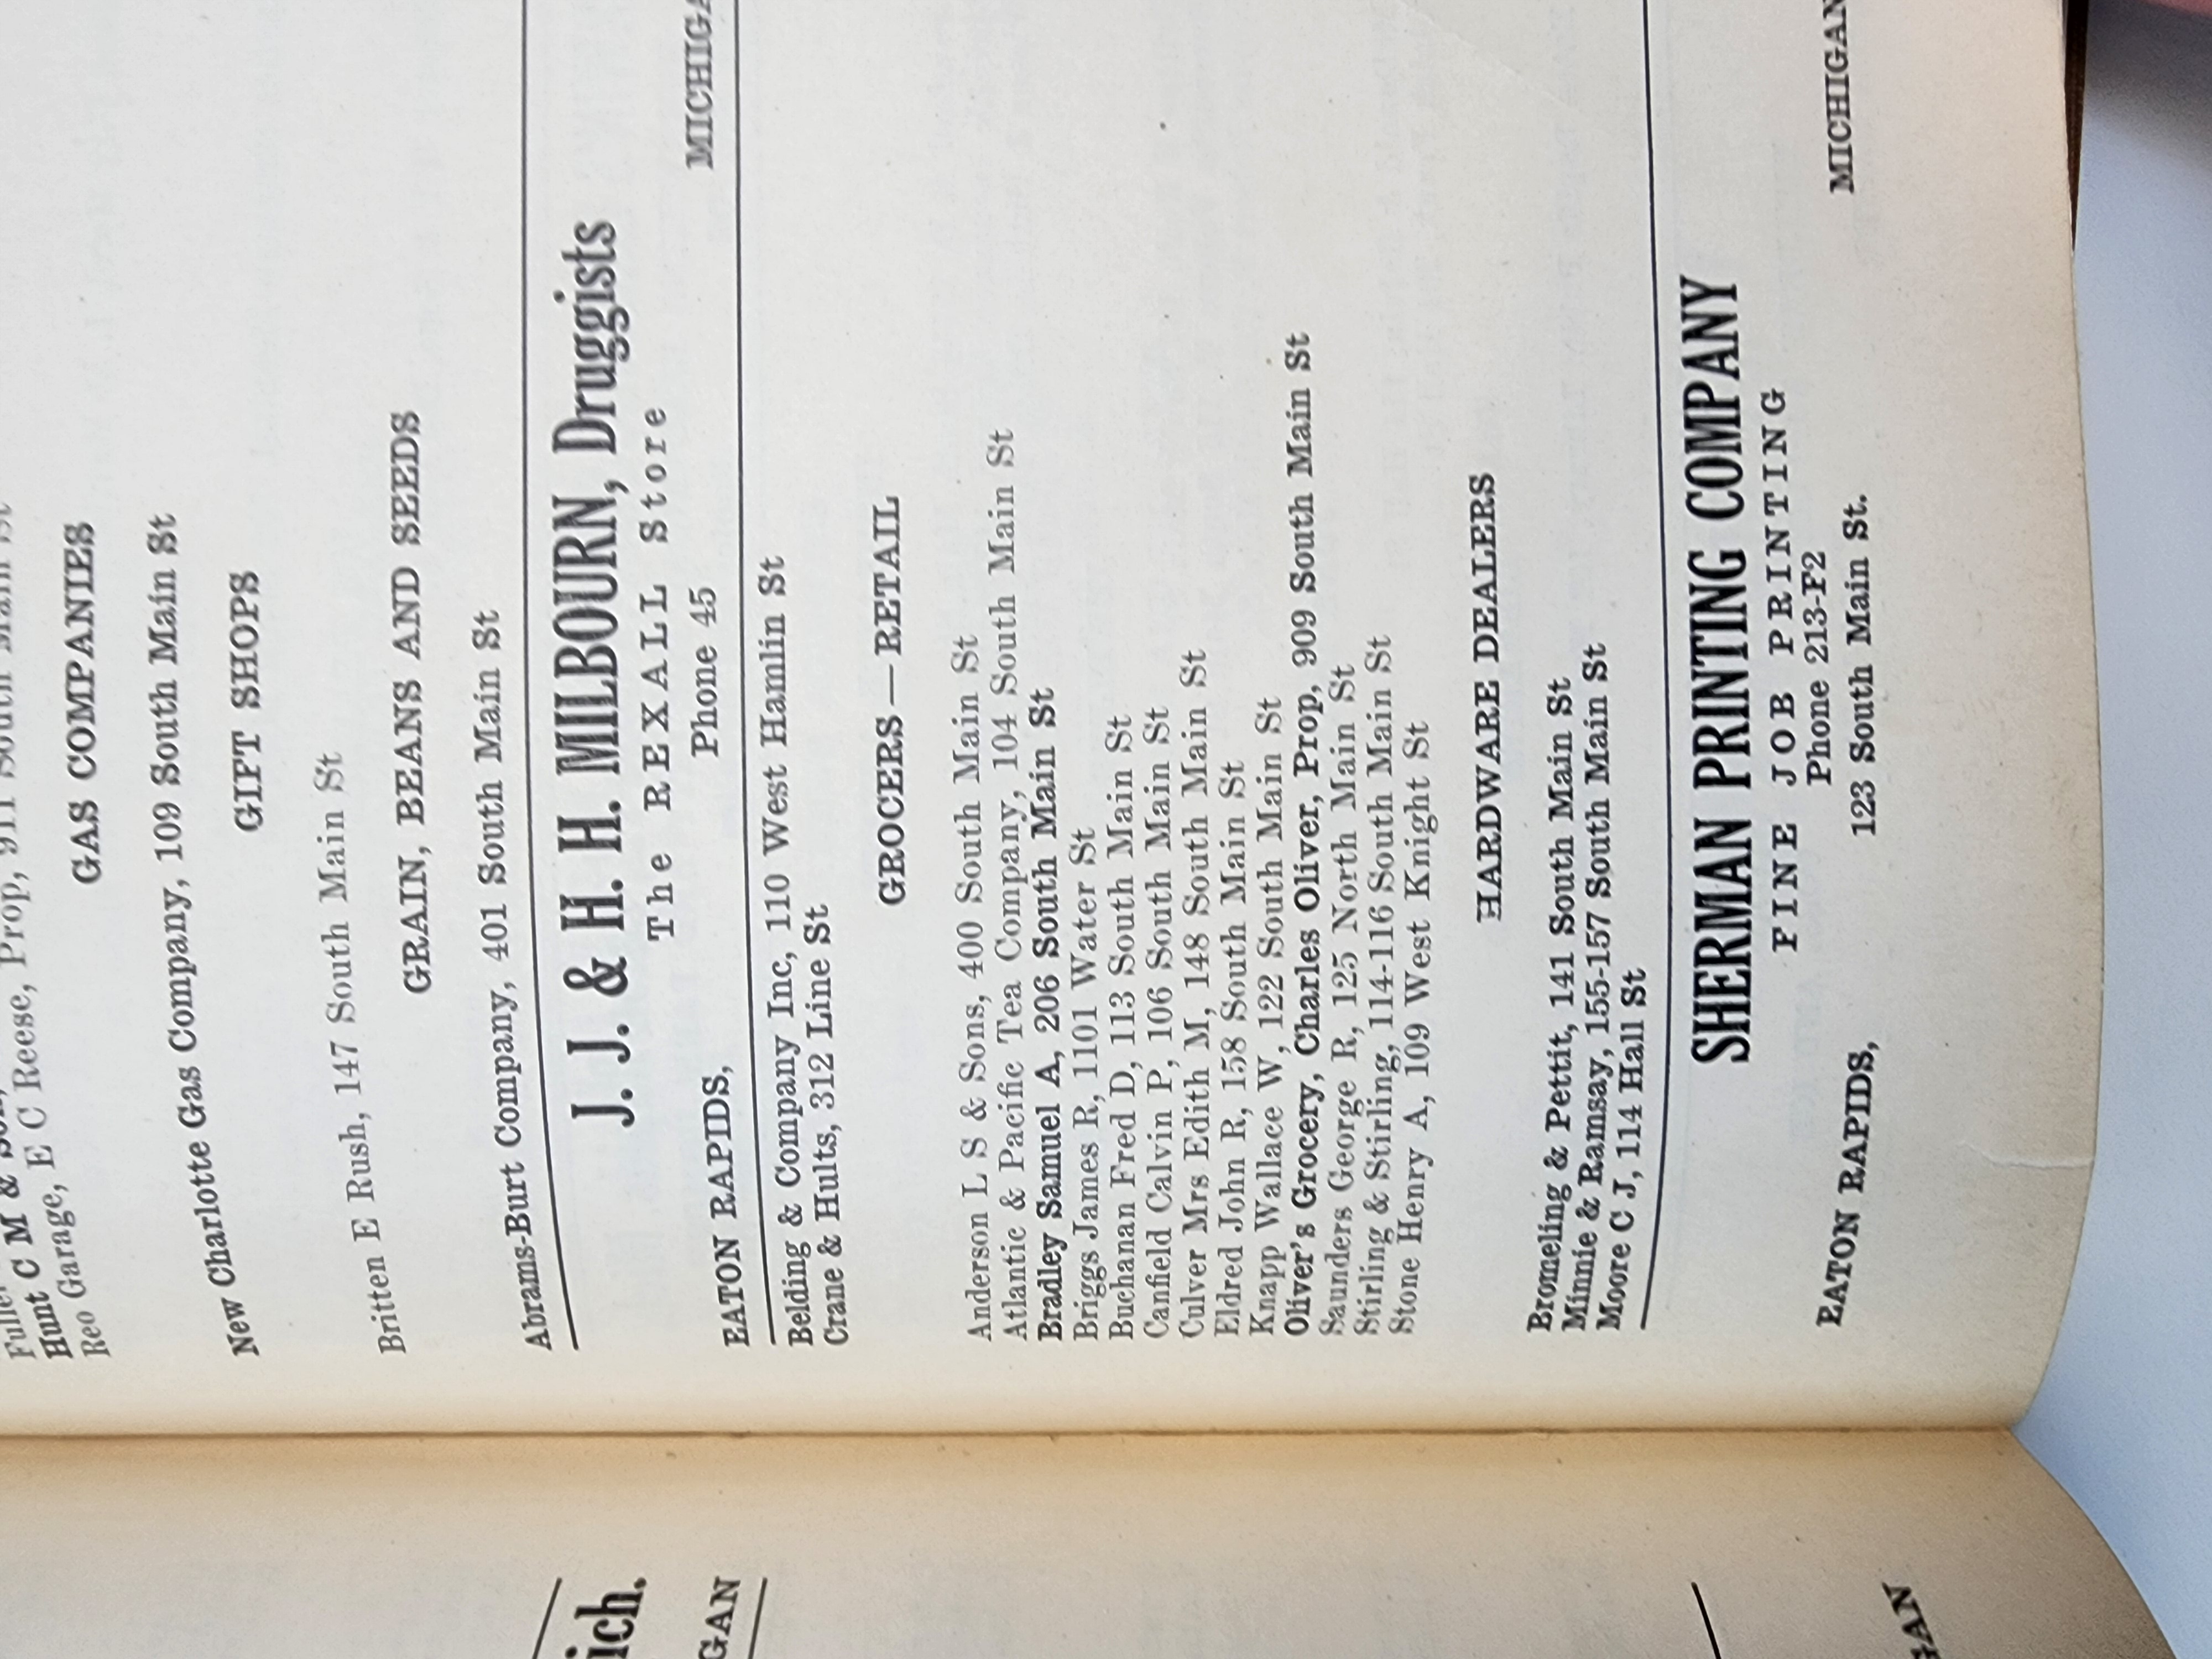 Hunt C M &
Reo Garage, E C Reese, Prop, 911 South Main St
GAS COMPANIES
New Charlotte Gas Company, 109 South Main St
GIFT SHOPS
Britten E Rush, 147 South Main St
GRAIN, BEANS AND SEEDS
Abrams-Burt Company, 401 South Main St
J. J. & H. H. MILBOURN, Druggists
The REXALL Store
Phone 45
EATON RAPIDS, MICHIGA
Belding & Company Inc, 110 West Hamlin St
Crane & Hults, 312 Line St
GROCERS—RETAIL
Anderson L S & Sons, 400 South Main St
Atlantic & Pacific Tea Company, 104 South Main St
Bradley Samuel A, 206 South Main St
Briggs James R, 1101 Water St
Buchanan Fred D, 113 South Main St
Canfield Calvin P, 106 South Main St
Culver Mrs Edith M, 148 South Main St
Eldred John R, 158 South Main St
Knapp Wallace W, 122 South Main St
Oliver's Grocery, Charles Oliver, Prop, 909 South Main St
Saunders George R, 125 North Main St
Stirling & Stirling, 114-116 South Main St
Stone Henry A, 109 West Knight St
HARDWARE DEALERS
Bromeling & Pettit, 141 South Main St
Minnie & Ramsay, 155-157 South Main St
Moore C J, 114 Hall St
SHERMAN PRINTING COMPANY
FINE JOB PRINTING
Phone 213-F2
123 South Main St.
EATON RAPIDS, MICHIGAN
ich.
GAN
GAN